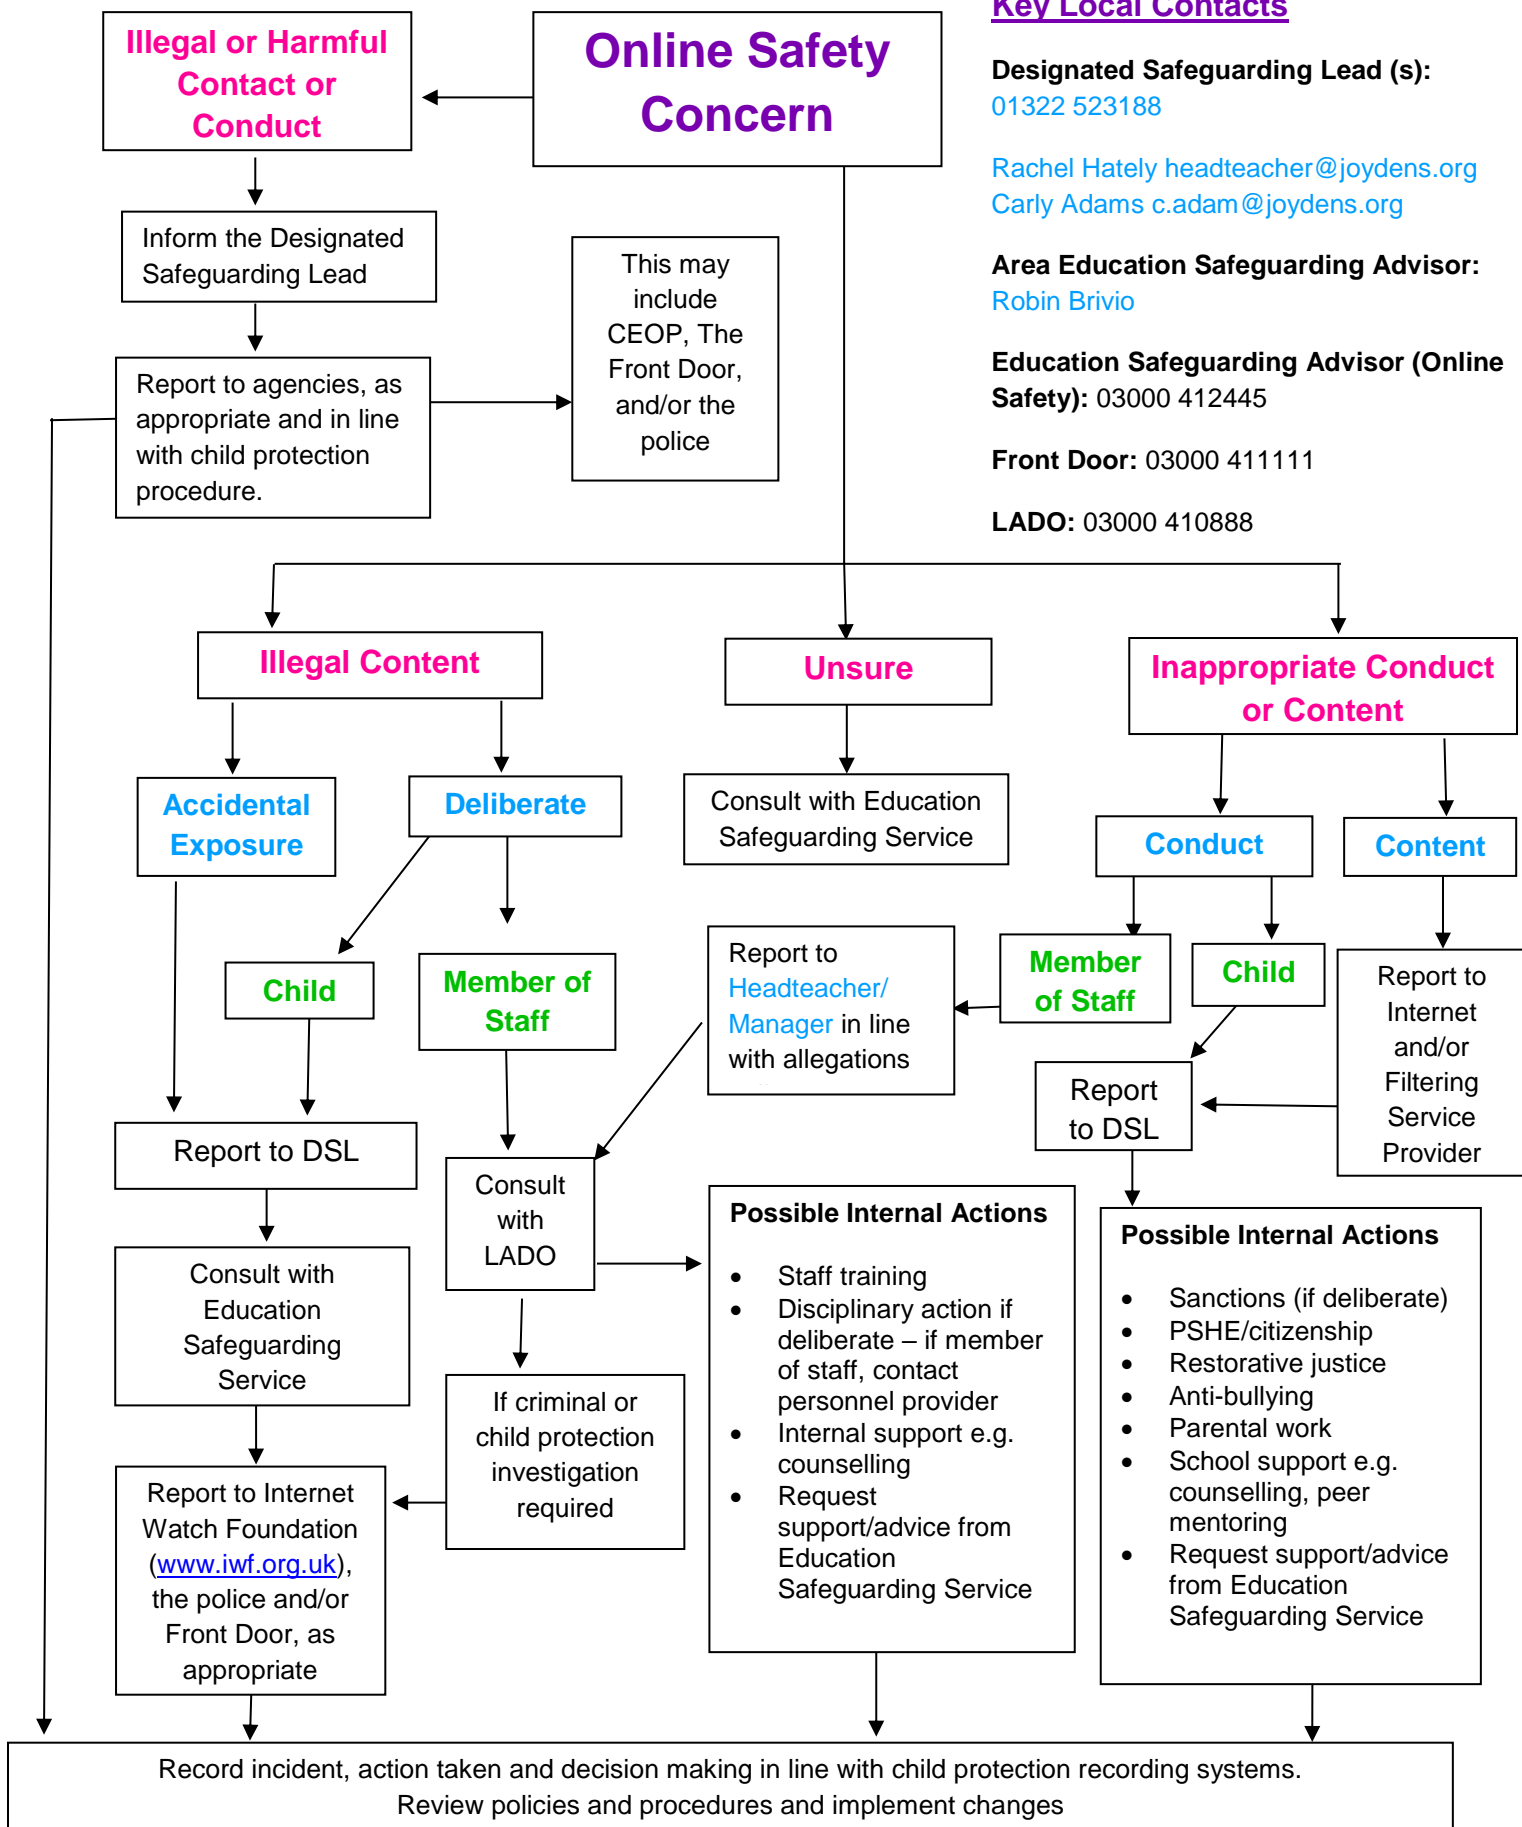 Key Local Contacts
Illegal or Harmful
Contact or
Conduct
Online Safety
Concern
Designated Safeguarding Lead (s):
01322 523188
Rachel Hately headteacher@joydens.org
Carly Adams c.adam@joydens.org
Area Education Safeguarding Advisor:
Robin Brivio
Education Safeguarding Advisor (Online
Safety): 03000 412445
Front Door: 03000 411111
LADO: 03000 410888
Inform the Designated
Safeguarding Lead
This may
include
CEOP, The
Front Door,
and/or the
police
Report to agencies, as
appropriate and in line
with child protection
procedure.
Illegal Content
Unsure
Inappropriate Conduct
or Content
Accidental
Exposure
Deliberate
Consult with Education
Safeguarding Service
Conduct
Content
Child
Member of
Staff
Report to
Headteacher/
Manager in line
with allegations
Member
of Staff
Child
Report to
Internet
and/or
Filtering
Service
Provider
Report to DSL
Consult
with
LADO
Report
to DSL
Consult with
Education
Safeguarding
Service
If criminal or
child protection
investigation
required
Possible Internal Actions
• Staff training
• Disciplinary action if
deliberate – if member
of staff, contact
personnel provider
• Internal support e.g.
counselling
• Request
support/advice from
Education
Safeguarding Service
Possible Internal Actions
• Sanctions (if deliberate)
• PSHE/citizenship
• Restorative justice
• Anti-bullying
• Parental work
• School support e.g.
counselling, peer
mentoring
• Request support/advice
from Education
Safeguarding Service
Report to Internet
Watch Foundation
(www.iwf.org.uk),
the police and/or
Front Door, as
appropriate
Record incident, action taken and decision making in line with child protection recording systems.
Review policies and procedures and implement changes